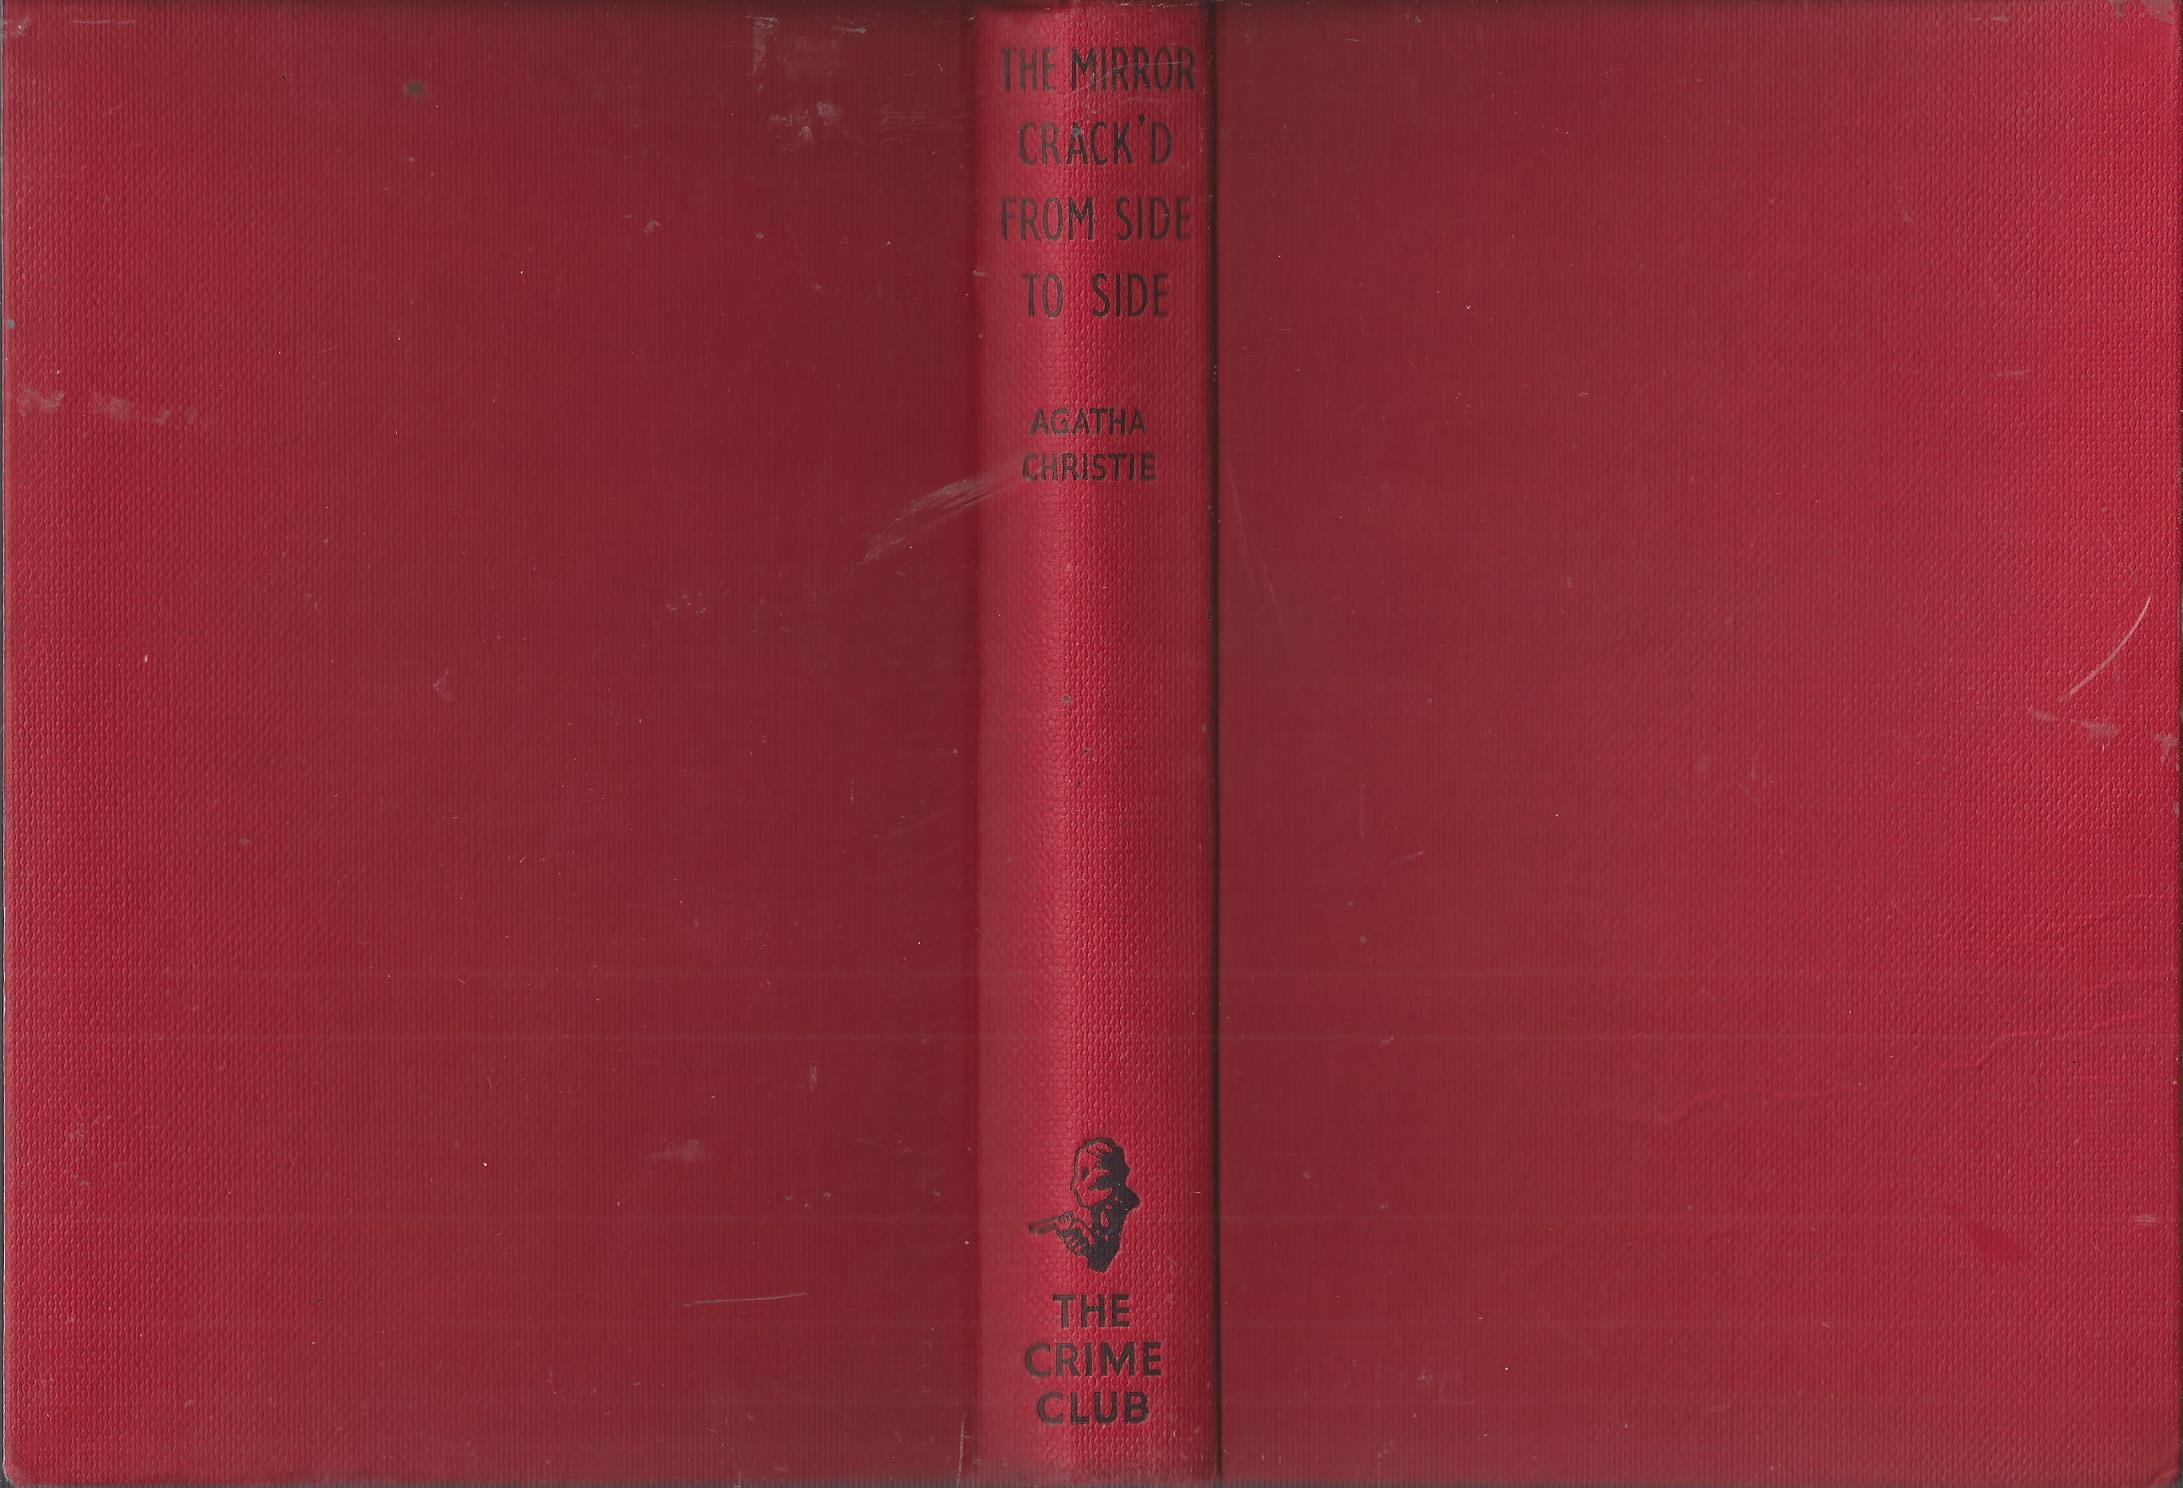 THE MIRROR
CRACK'D
FROM SIDE
TO SIDE
AGATHA
CHRISTIE
THE
CRIME
CLUB